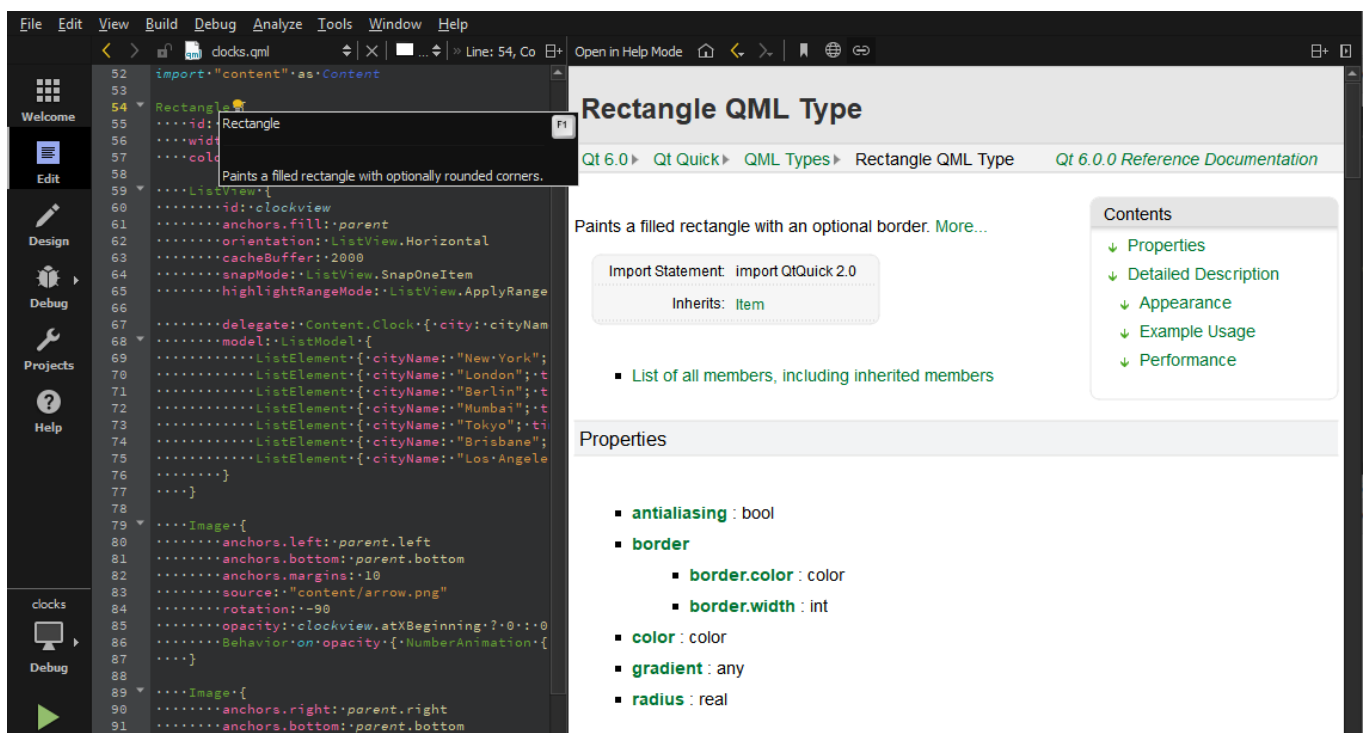 File Edit View Build Debug Analyze Tools Window Help
clocks.qml ... » Line: 54, Co Open in Help Mode
Welcome
Edit
Design
Debug
Projects
Help
clocks
Debug
52 import·"content"·as·Content
53
54 Rectangle
55 ····id:·
56 ····widt
57 ····colo
58
59 ····ListView·{
60 ········id:·clockview
61 ········anchors.fill:·parent
62 ········orientation:·ListView.Horizontal
63 ········cacheBuffer:·2000
64 ········snapMode:·ListView.SnapOneItem
65 ········highlightRangeMode:·ListView.ApplyRange
66
67 ········delegate:·Content.Clock·{·city:·cityNam
68 ········model:·ListModel·{
69 ············ListElement·{·cityName:·"New·York";
70 ············ListElement·{·cityName:·"London";·t
71 ············ListElement·{·cityName:·"Berlin";·t
72 ············ListElement·{·cityName:·"Mumbai";·t
73 ············ListElement·{·cityName:·"Tokyo";·ti
74 ············ListElement·{·cityName:·"Brisbane";
75 ············ListElement·{·cityName:·"Los·Angele
76 ········}
77 ····}
78
79 ····Image·{
80 ········anchors.left:·parent.left
81 ········anchors.bottom:·parent.bottom
82 ········anchors.margins:·10
83 ········source:·"content/arrow.png"
84 ········rotation:·-90
85 ········opacity:·clockview.atXBeginning·?·0·:·0
86 ········Behavior·on·opacity·{·NumberAnimation·{
87 ····}
88
89 ····Image·{
90 ········anchors.right:·parent.right
91 ········anchors.bottom:·parent.bottom
Rectangle F1
Paints a filled rectangle with optionally rounded corners.
Rectangle QML Type
Qt 6.0 Qt Quick QML Types Rectangle QML Type Qt 6.0.0 Reference Documentation
Paints a filled rectangle with an optional border. More...
Import Statement: import QtQuick 2.0
Inherits: Item
List of all members, including inherited members
Contents
Properties
Detailed Description
Appearance
Example Usage
Performance
Properties
antialiasing : bool
border
border.color : color
border.width : int
color : color
gradient : any
radius : real